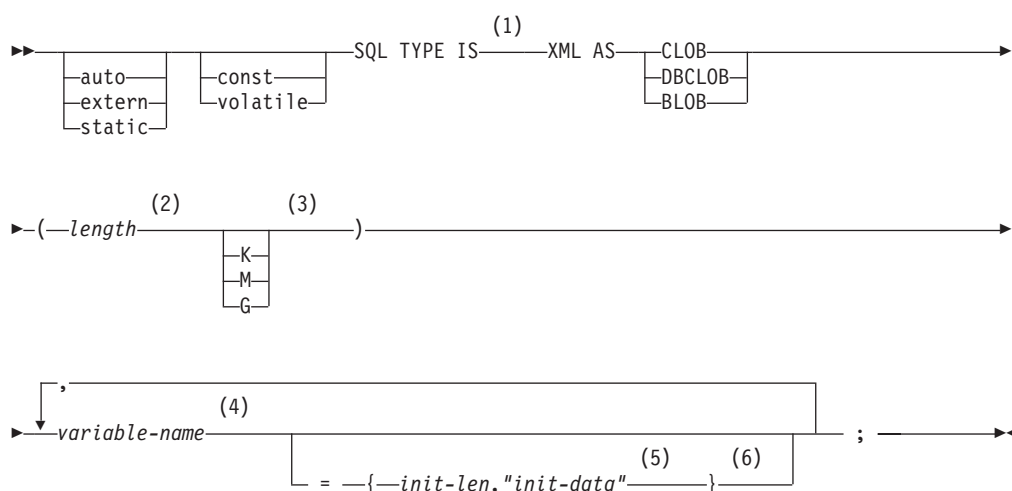 (1)
SQL TYPE IS XML AS CLOB
auto const DBCLOB
extern volatile BLOB
static
(2) (3)
( length )
K
M
G
,
(4)
variable-name ;
(5) (6)
= { init-len,"init-data" }